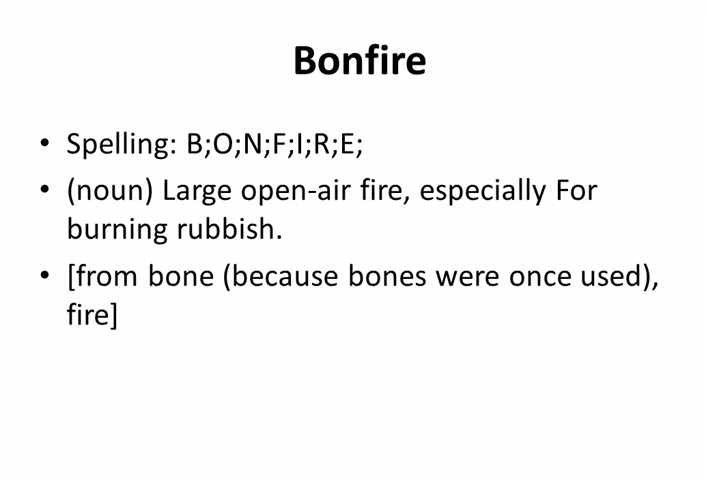 Bonfire
• Spelling: B;O;N;F;I;R;E;
• (noun) Large open-air fire, especially For
burning rubbish.
• [from bone (because bones were once used),
fire]